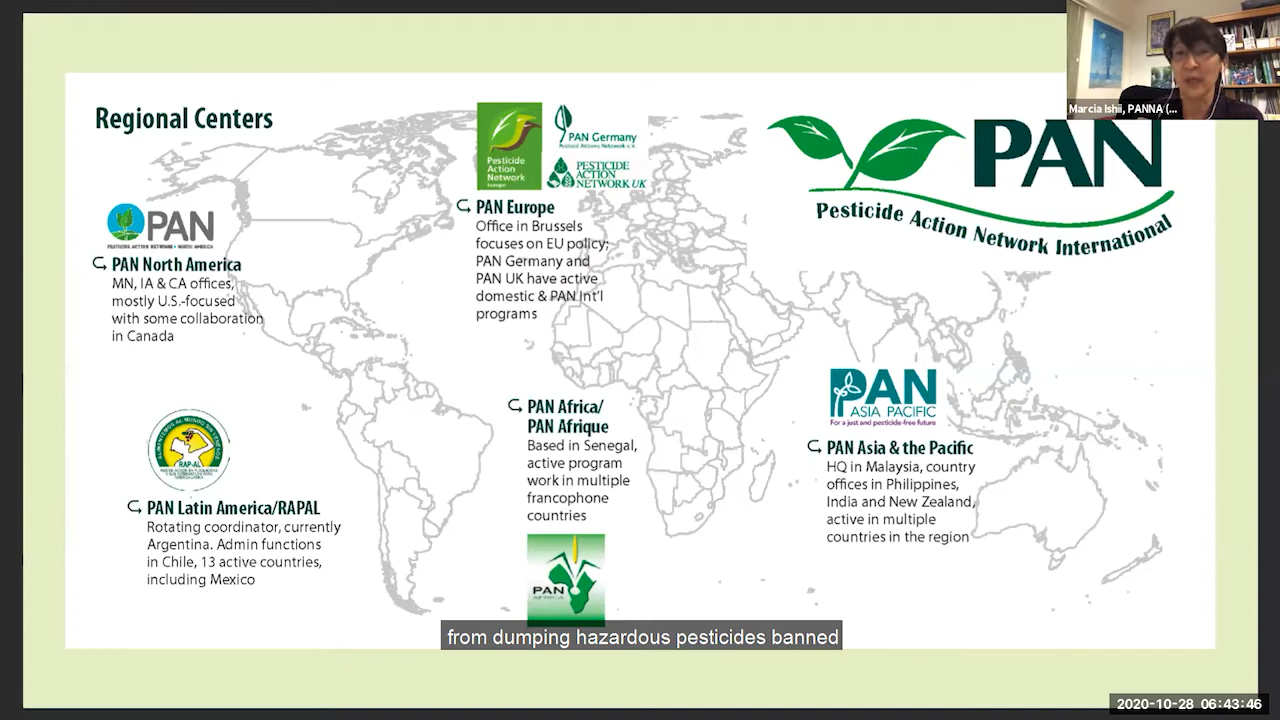 Marcia Ishii, PANNA (...
Regional Centers
Pesticide
Action
Network
Europe
PAN Germany
PESTICIDE
ACTION
NETWORK UK
PAN
Pesticide Action Network International
PAN
PESTICIDE ACTION NETWORK • NORTH AMERICA
PAN North America
MN, IA & CA offices,
mostly U.S.-focused
with some collaboration
in Canada
PAN Europe
Office in Brussels
focuses on EU policy;
PAN Germany and
PAN UK have active
domestic & PAN Int'l
programs
RAP-AL
PAN Latin America/RAPAL
Rotating coordinator, currently
Argentina. Admin functions
in Chile, 13 active countries,
including Mexico
PAN Africa/
PAN Afrique
Based in Senegal,
active program
work in multiple
francophone
countries
PAN
PAN
ASIA PACIFIC
For a just and pesticide-free future
PAN Asia & the Pacific
HQ in Malaysia, country
offices in Philippines,
India and New Zealand,
active in multiple
countries in the region
from dumping hazardous pesticides banned
2020-10-28 06:43:46